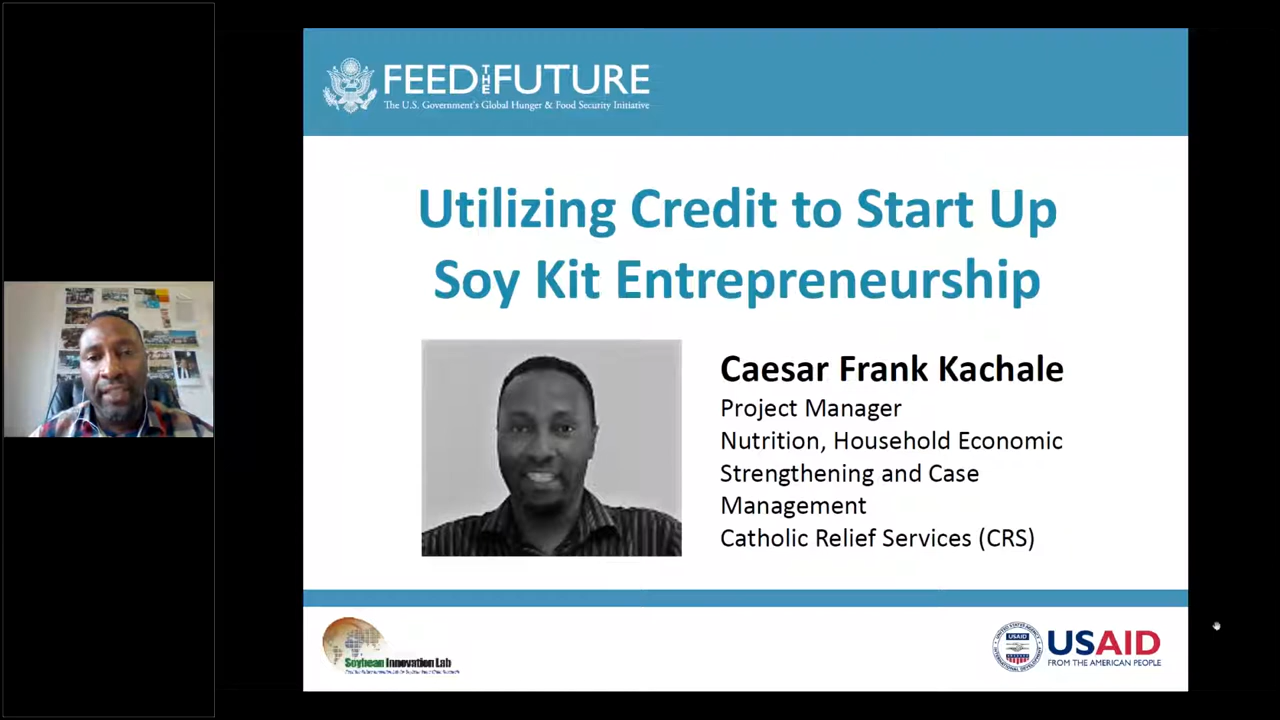 FEED THE FUTURE
The U.S. Government's Global Hunger & Food Security Initiative
Utilizing Credit to Start Up
Soy Kit Entrepreneurship
Caesar Frank Kachale
Project Manager
Nutrition, Household Economic
Strengthening and Case
Management
Catholic Relief Services (CRS)
Soybean Innovation Lab
USAID
USAID
FROM THE AMERICAN PEOPLE